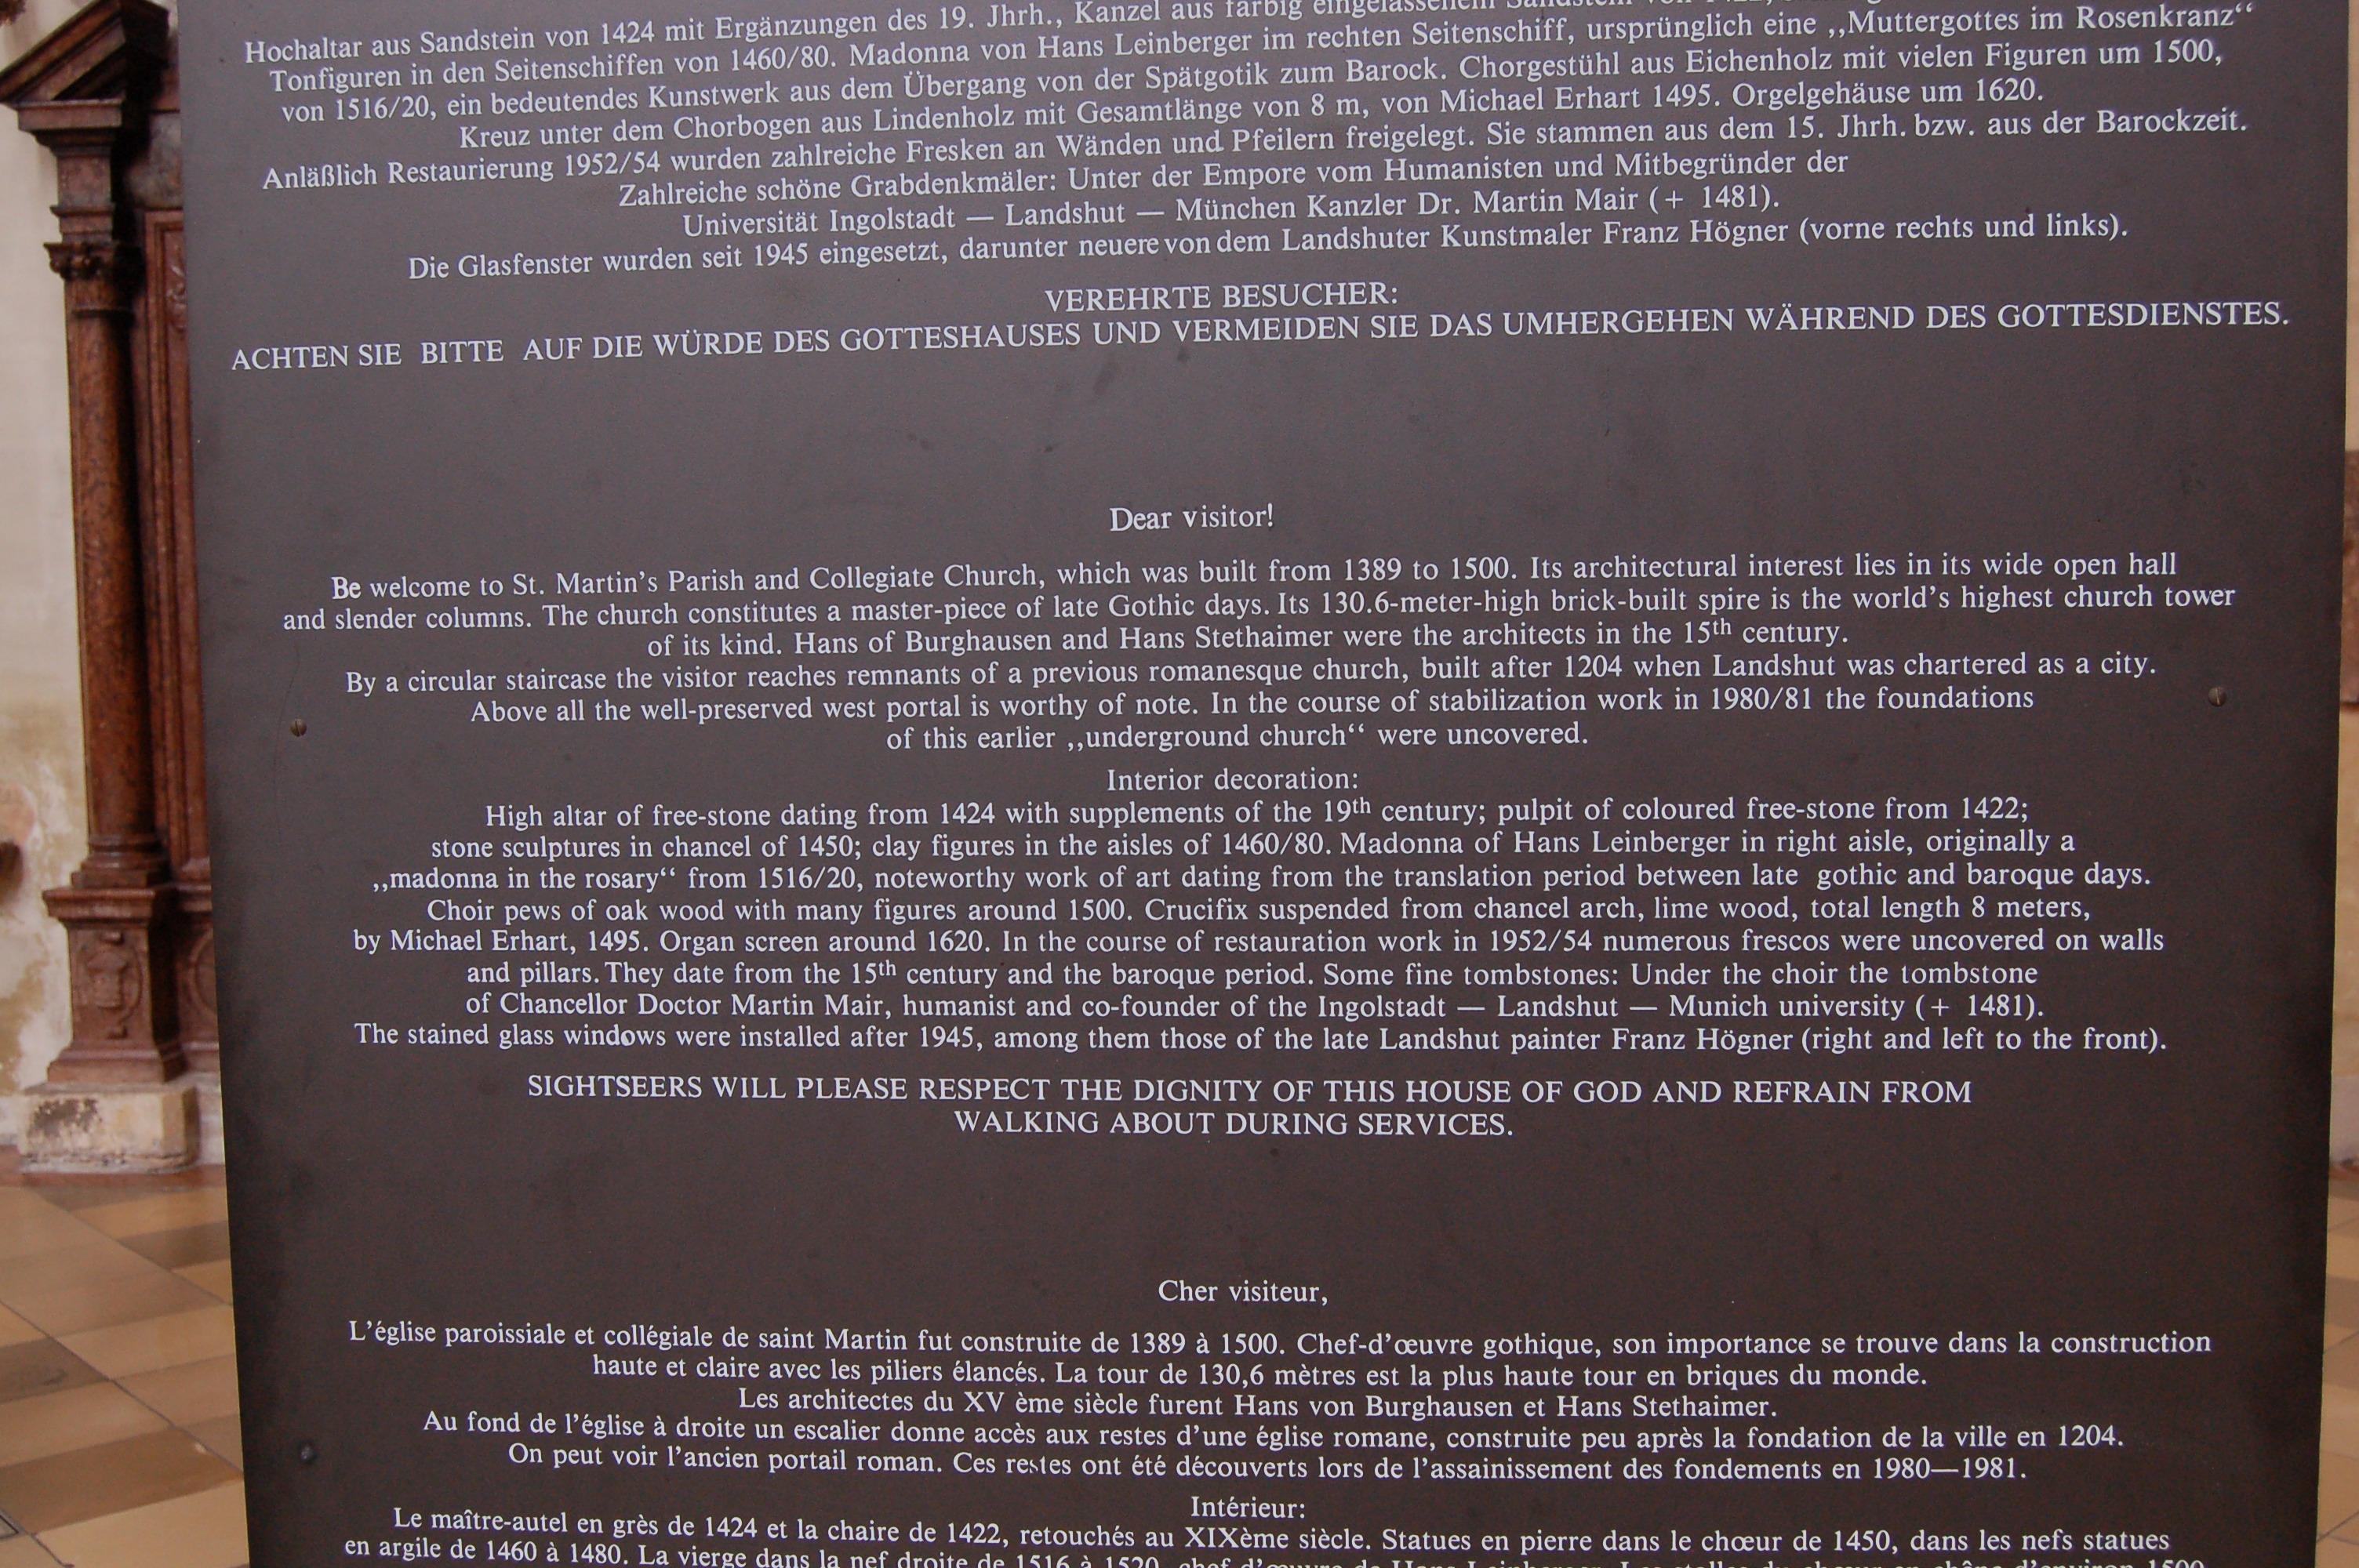 Hochaltar aus Sandstein von 1424 mit Ergänzungen des 19. Jhrh., Kanzel aus farbig eingelassenem Sandstein von
Tonfiguren in den Seitenschiffen von 1460/80. Madonna von Hans Leinberger im rechten Seitenschiff, ursprünglich eine „Muttergottes im Rosenkranz“
von 1516/20, ein bedeutendes Kunstwerk aus dem Übergang von der Spätgotik zum Barock. Chorgestühl aus Eichenholz mit vielen Figuren um 1500,
Kreuz unter dem Chorbogen aus Lindenholz mit Gesamtlänge von 8 m, von Michael Erhart 1495. Orgelgehäuse um 1620.
Anläßlich Restaurierung 1952/54 wurden zahlreiche Fresken an Wänden und Pfeilern freigelegt. Sie stammen aus dem 15. Jhrh. bzw. aus der Barockzeit.
Zahlreiche schöne Grabdenkmäler: Unter der Empore vom Humanisten und Mitbegründer der
Universität Ingolstadt — Landshut — München Kanzler Dr. Martin Mair (+ 1481).
Die Glasfenster wurden seit 1945 eingesetzt, darunter neuere von dem Landshuter Kunstmaler Franz Högner (vorne rechts und links).
VEREHRTE BESUCHER:
ACHTEN SIE BITTE AUF DIE WÜRDE DES GOTTESHAUSES UND VERMEIDEN SIE DAS UMHERGEHEN WÄHREND DES GOTTESDIENSTES.
Dear visitor!
Be welcome to St. Martin's Parish and Collegiate Church, which was built from 1389 to 1500. Its architectural interest lies in its wide open hall
and slender columns. The church constitutes a master-piece of late Gothic days. Its 130.6-meter-high brick-built spire is the world's highest church tower
of its kind. Hans of Burghausen and Hans Stethaimer were the architects in the 15th century.
By a circular staircase the visitor reaches remnants of a previous romanesque church, built after 1204 when Landshut was chartered as a city.
Above all the well-preserved west portal is worthy of note. In the course of stabilization work in 1980/81 the foundations
of this earlier „underground church“ were uncovered.
Interior decoration:
High altar of free-stone dating from 1424 with supplements of the 19th century; pulpit of coloured free-stone from 1422;
stone sculptures in chancel of 1450; clay figures in the aisles of 1460/80. Madonna of Hans Leinberger in right aisle, originally a
„madonna in the rosary“ from 1516/20, noteworthy work of art dating from the translation period between late gothic and baroque days.
Choir pews of oak wood with many figures around 1500. Crucifix suspended from chancel arch, lime wood, total length 8 meters,
by Michael Erhart, 1495. Organ screen around 1620. In the course of restauration work in 1952/54 numerous frescos were uncovered on walls
and pillars. They date from the 15th century and the baroque period. Some fine tombstones: Under the choir the tombstone
of Chancellor Doctor Martin Mair, humanist and co-founder of the Ingolstadt — Landshut — Munich university (+ 1481).
The stained glass windows were installed after 1945, among them those of the late Landshut painter Franz Högner (right and left to the front).
SIGHTSEERS WILL PLEASE RESPECT THE DIGNITY OF THIS HOUSE OF GOD AND REFRAIN FROM
WALKING ABOUT DURING SERVICES.
Cher visiteur,
L'église paroissiale et collégiale de saint Martin fut construite de 1389 à 1500. Chef-d'œuvre gothique, son importance se trouve dans la construction
haute et claire avec les piliers élancés. La tour de 130,6 mètres est la plus haute tour en briques du monde.
Les architectes du XV ème siècle furent Hans von Burghausen et Hans Stethaimer.
Au fond de l'église à droite un escalier donne accès aux restes d'une église romane, construite peu après la fondation de la ville en 1204.
On peut voir l'ancien portail roman. Ces restes ont été découverts lors de l'assainissement des fondements en 1980—1981.
Intérieur:
Le maître-autel en grès de 1424 et la chaire de 1422, retouchés au XIXème siècle. Statues en pierre dans le chœur de 1450, dans les nefs statues
en argile de 1460 à 1480. La vierge dans la nef droite de 1516 à 1520, chef d'œuvre de Hans Leinberger.